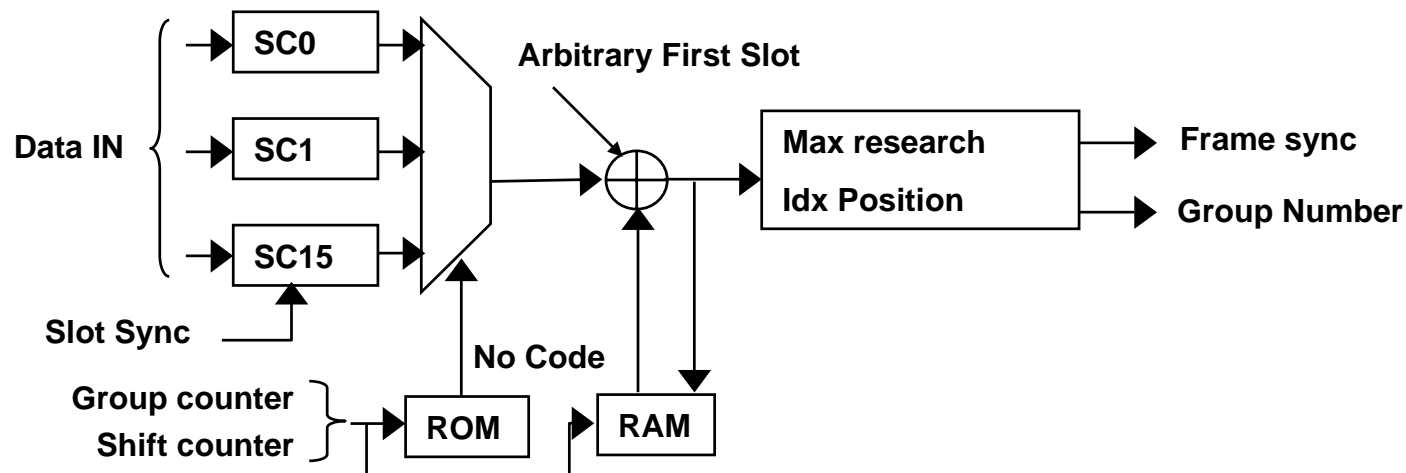 SC0
Arbitrary First Slot
Data IN
SC1
Max research
Idx Position
Frame sync
Group Number
SC15
Slot Sync
No Code
Group counter
Shift counter
ROM
RAM